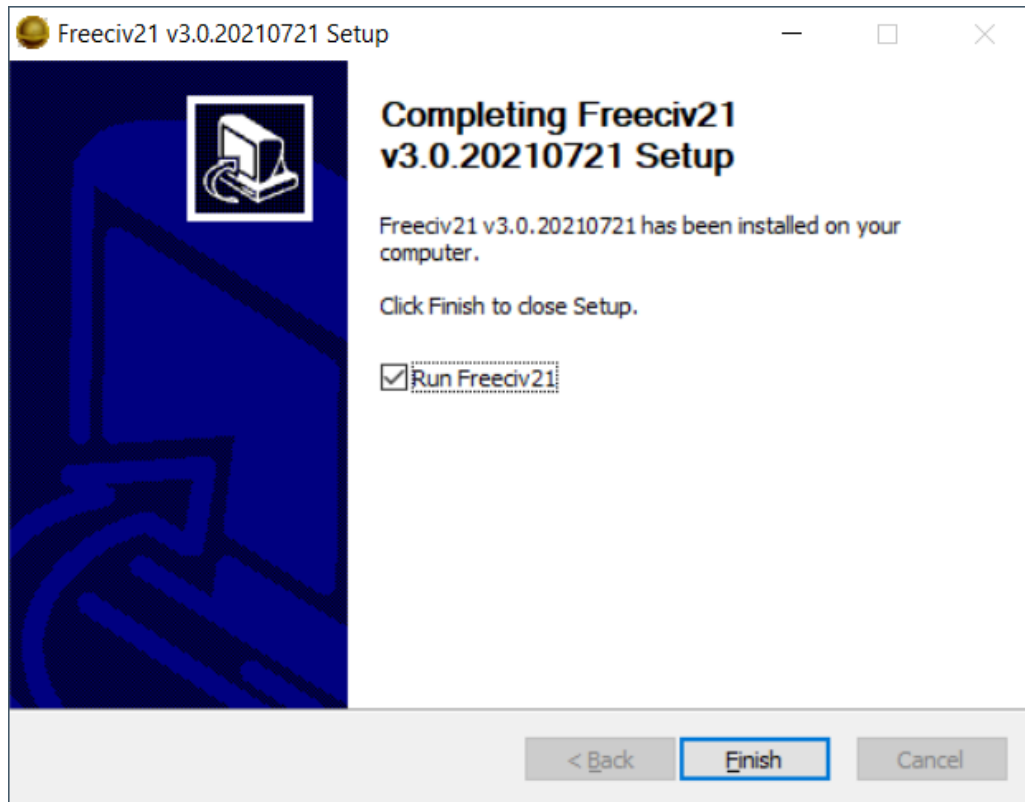 Freeciv21 v3.0.20210721 Setup
Completing Freeciv21
v3.0.20210721 Setup
Freeciv21 v3.0.20210721 has been installed on your
computer.
Click Finish to close Setup.
Run Freeciv21
< Back Finish Cancel